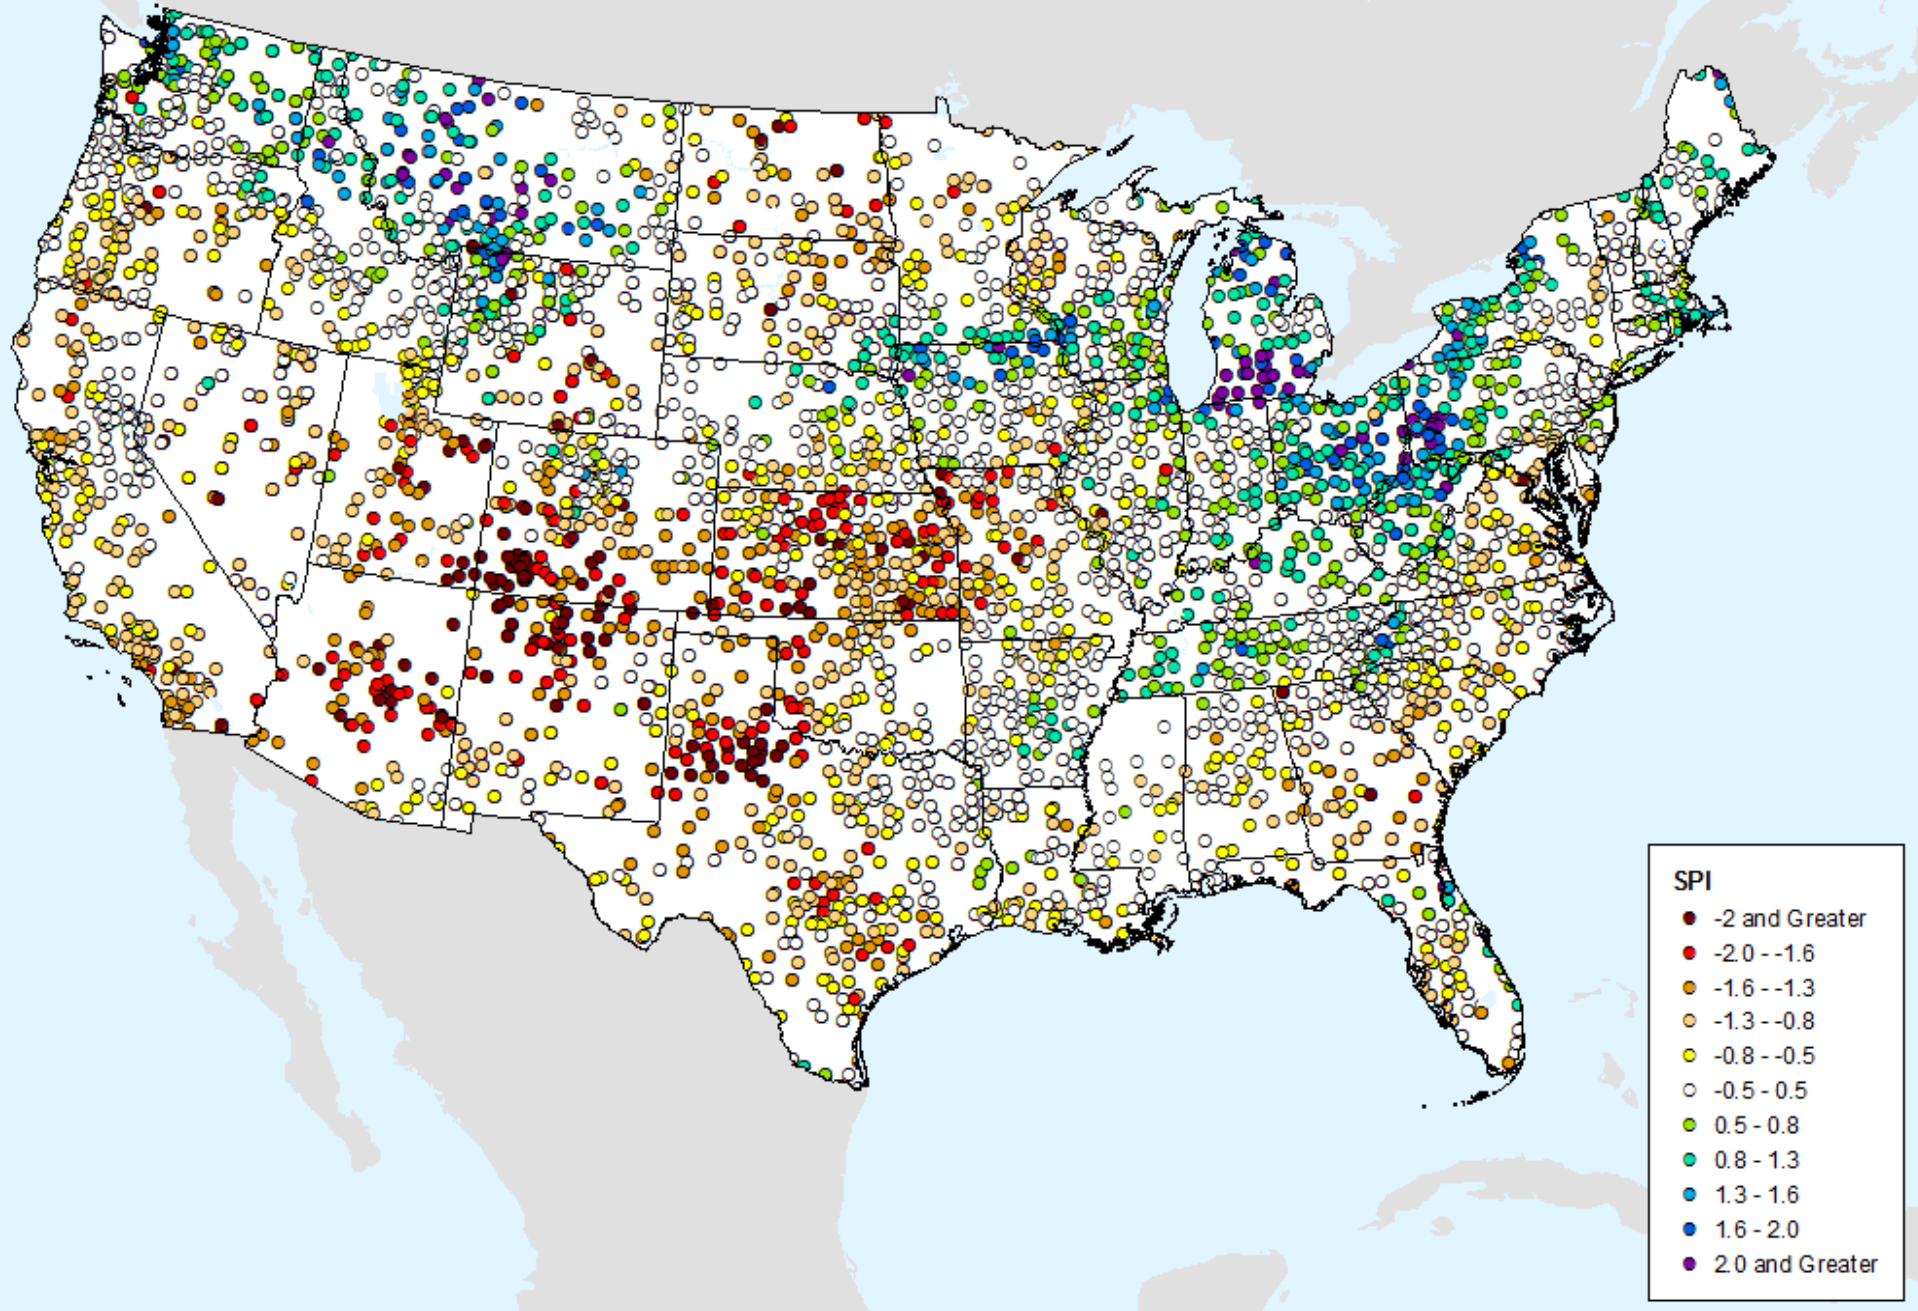 SPI
-2 and Greater
-2.0 - -1.6
-1.6 - -1.3
-1.3 - -0.8
-0.8 - -0.5
-0.5 - 0.5
0.5 - 0.8
0.8 - 1.3
1.3 - 1.6
1.6 - 2.0
2.0 and Greater